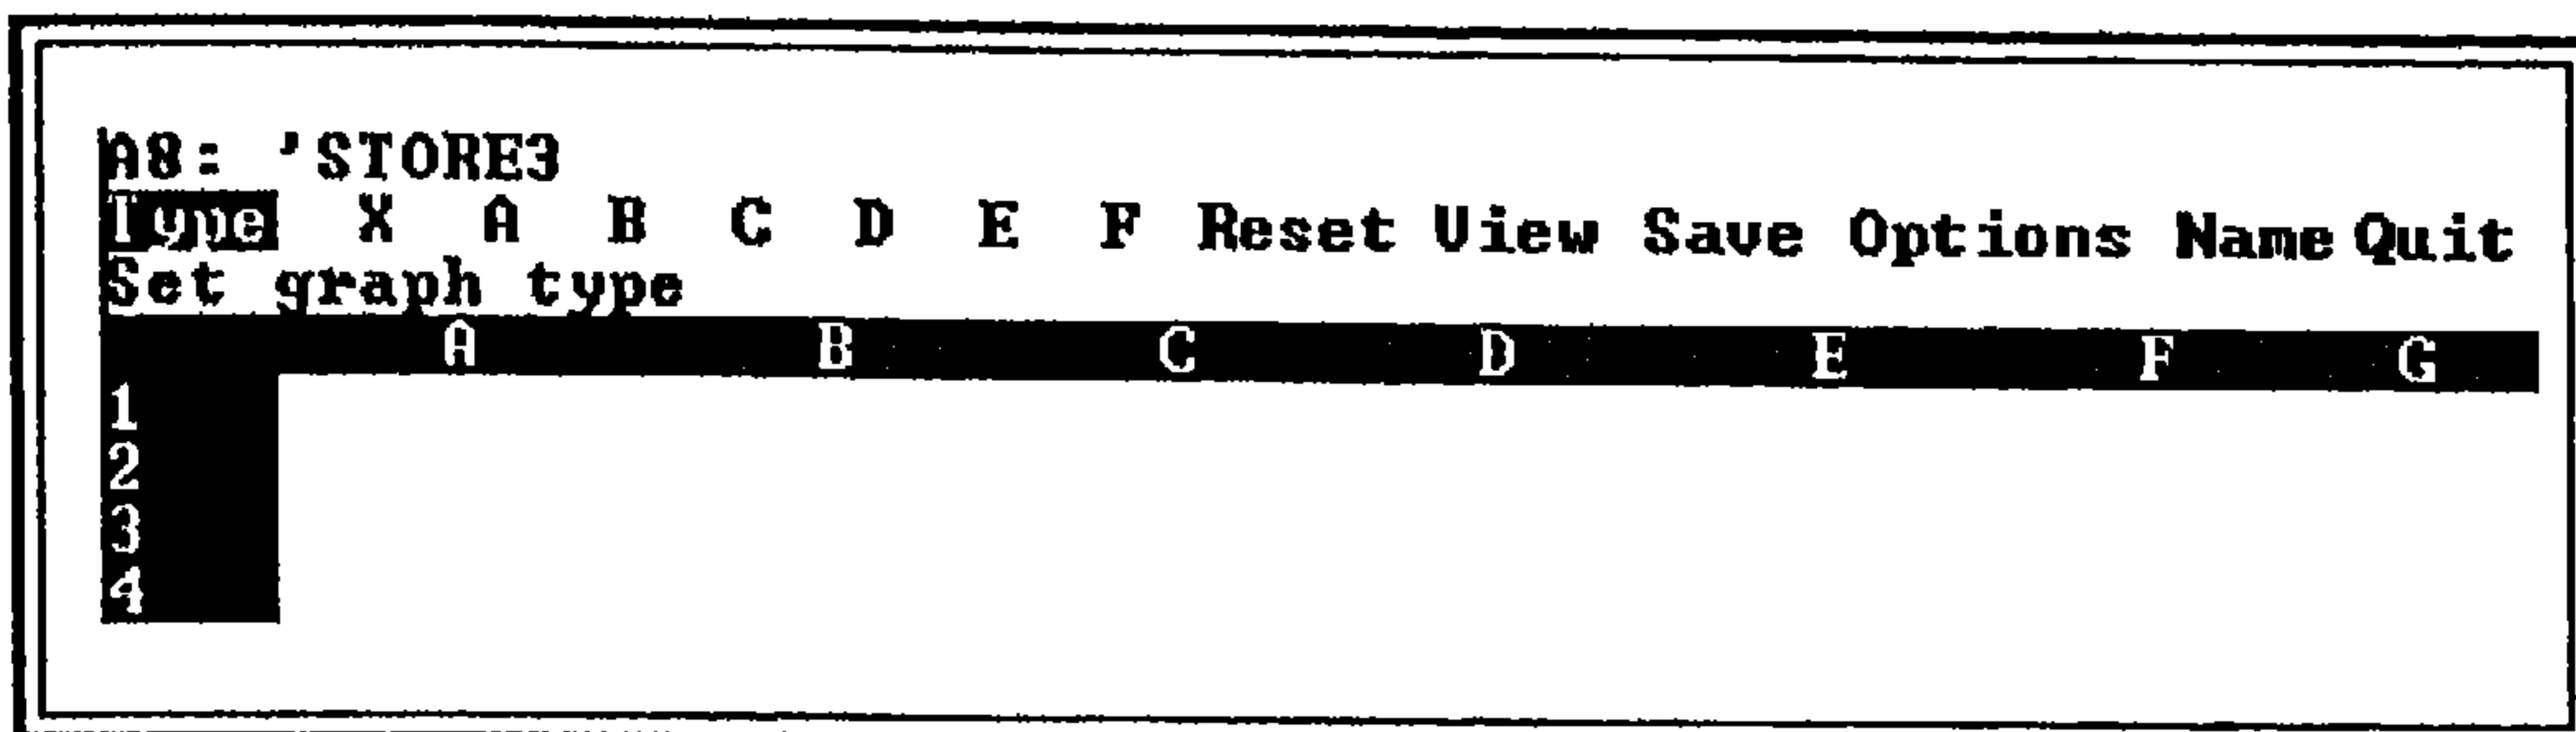 A8: 'STORE3
Type X A B C D E F Reset View Save Options Name Quit
Set graph type
A B C D E F G
1
2
3
4